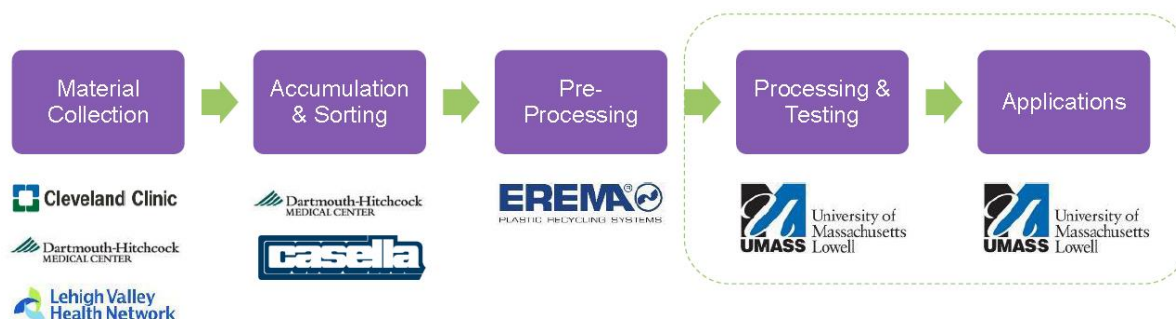 Material
Collection
Accumulation
& Sorting
Pre-
Processing
Processing &
Testing
Applications
Cleveland Clinic
Dartmouth-Hitchcock
MEDICAL CENTER
Lehigh Valley
Health Network
Dartmouth-Hitchcock
MEDICAL CENTER
casella
EREMA®
PLASTIC RECYCLING SYSTEMS
UMASS
University of
Massachusetts
Lowell
UMASS
University of
Massachusetts
Lowell